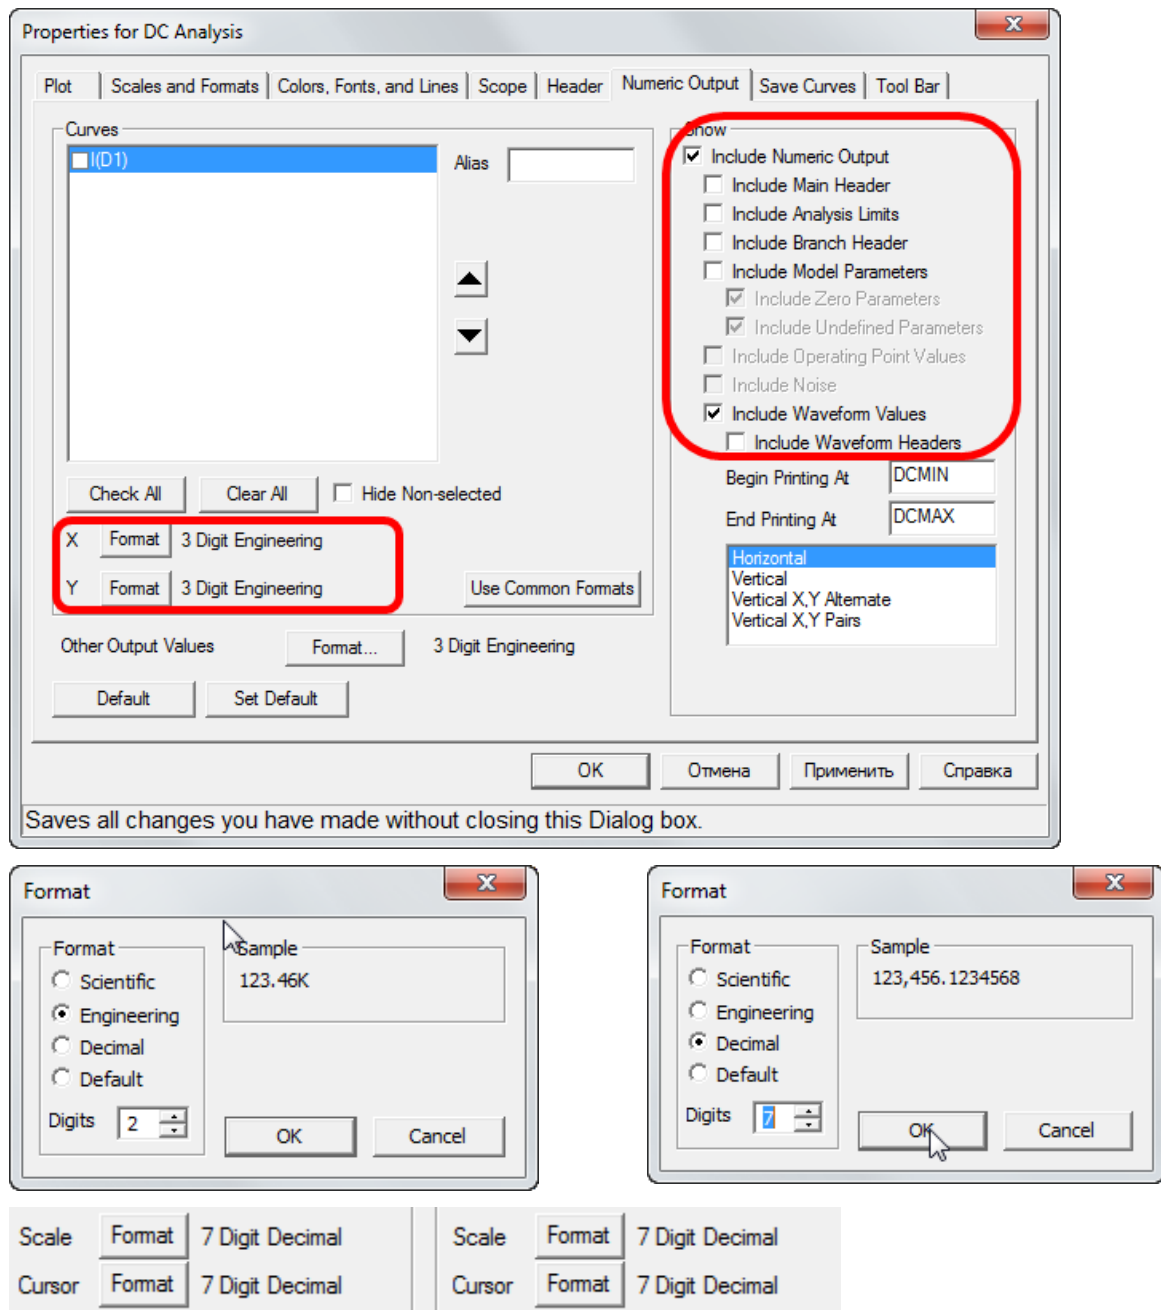 Properties for DC Analysis
Plot Scales and Formats Colors, Fonts, and Lines Scope Header Numeric Output Save Curves Tool Bar
Curves
I(D1)
Alias
Check All Clear All Hide Non-selected
X Format 3 Digit Engineering
Y Format 3 Digit Engineering
Use Common Formats
Other Output Values Format... 3 Digit Engineering
Default Set Default
Show
Include Numeric Output
Include Main Header
Include Analysis Limits
Include Branch Header
Include Model Parameters
Include Zero Parameters
Include Undefined Parameters
Include Operating Point Values
Include Noise
Include Waveform Values
Include Waveform Headers
Begin Printing At DCMIN
End Printing At DCMAX
Horizontal
Vertical
Vertical X,Y Alternate
Vertical X,Y Pairs
OK Отмена Применить Справка
Saves all changes you have made without closing this Dialog box.
Format
Format
Scientific
Engineering
Decimal
Default
Digits 2
Sample
123.46K
OK Cancel
Format
Format
Scientific
Engineering
Decimal
Default
Digits 7
Sample
123,456.1234568
OK Cancel
Scale Format 7 Digit Decimal
Cursor Format 7 Digit Decimal
Scale Format 7 Digit Decimal
Cursor Format 7 Digit Decimal